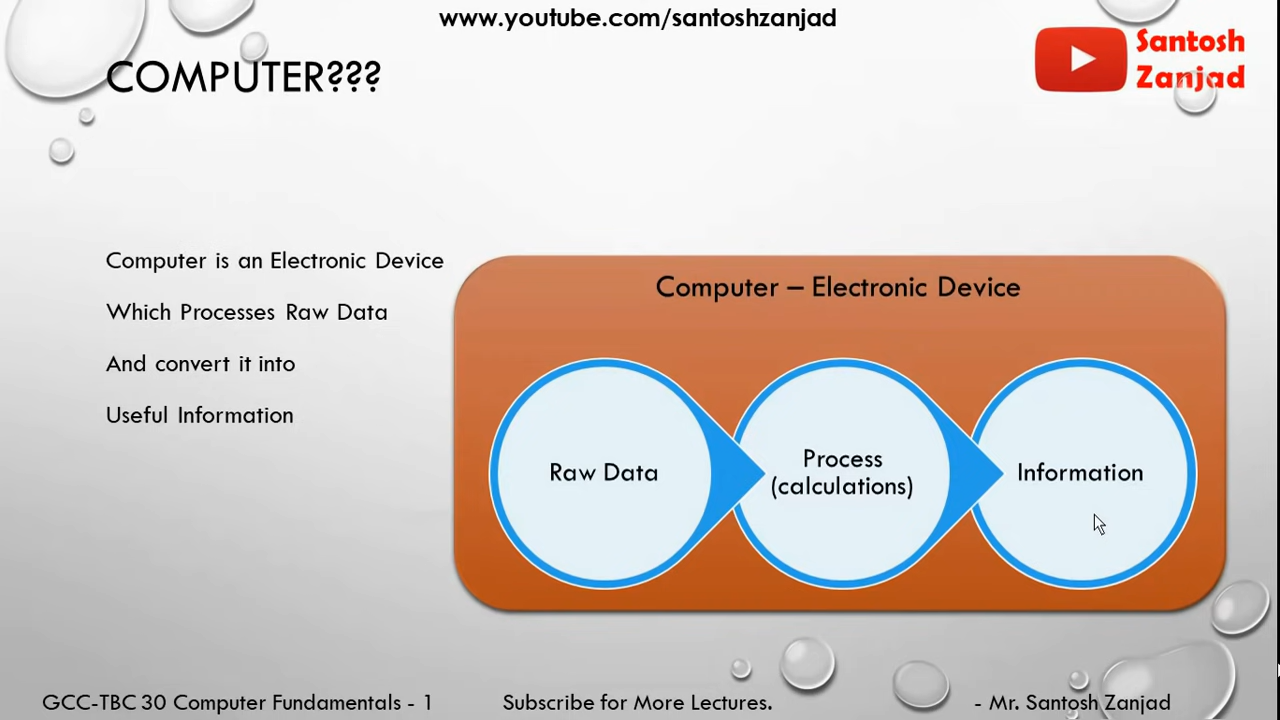 www.youtube.com/santoshzanjad
Santosh
Zanjad
COMPUTER???
Computer is an Electronic Device
Which Processes Raw Data
And convert it into
Useful Information
Computer – Electronic Device
Raw Data
Process
(calculations)
Information
GCC-TBC 30 Computer Fundamentals - 1
Subscribe for More Lectures.
- Mr. Santosh Zanjad